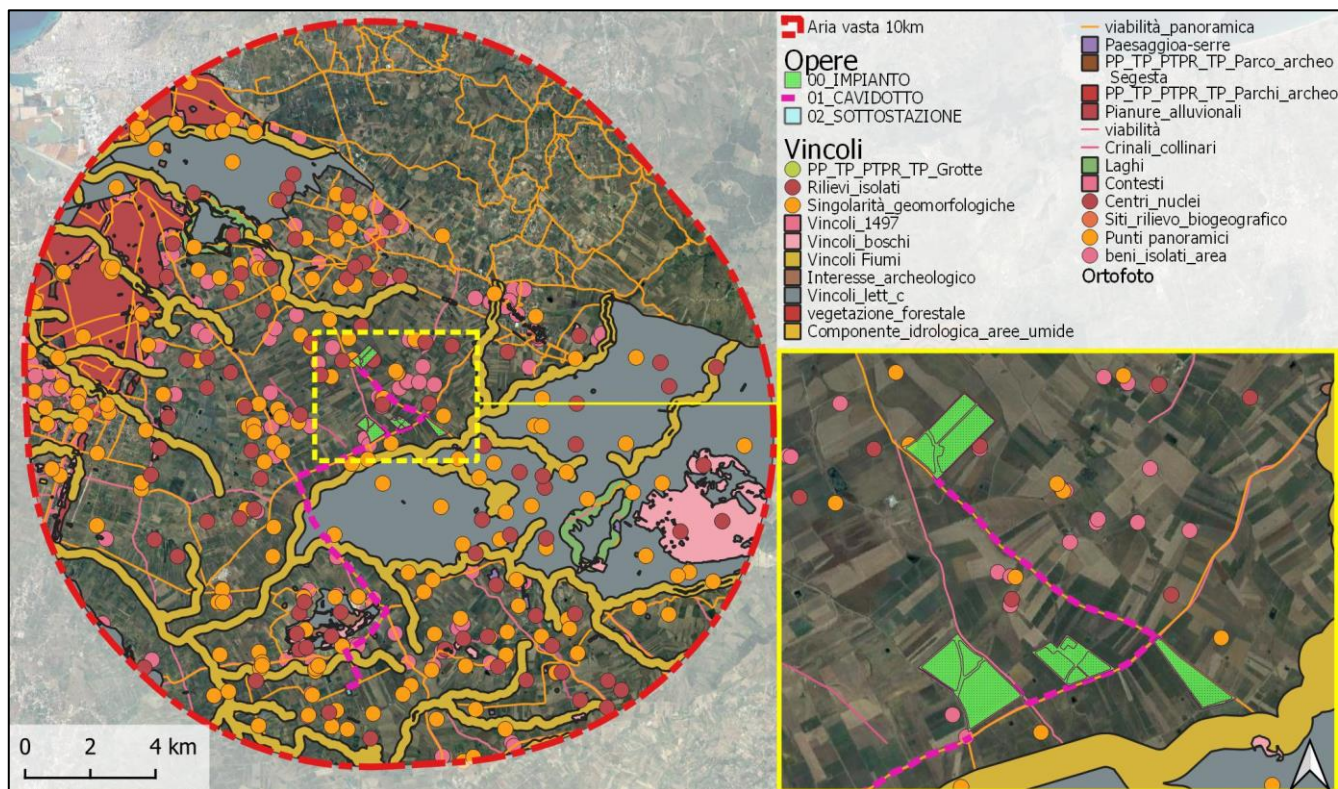 Aria vasta 10km
Opere
00_IMPIANTO
01_CAVIDOTTO
02_SOTTOSTAZIONE
Vincoli
PP_TP_PTPR_TP_Grotte
Rilievi_isolati
Singolarità_geomorfologiche
Vincoli_1497
Vincoli_boschi
Vincoli Fiumi
Interesse_archeologico
Vincoli_lett_c
vegetazione_forestale
Componente_idrologica_aree_umide
viabilità_panoramica
Paesaggioa-serre
PP_TP_PTPR_TP_Parco_archeo
Segesta
PP_TP_PTPR_TP_Parchi_archeo
Pianure_alluvionali
viabilità
Crinali_collinari
Laghi
Contesti
Centri_nuclei
Siti_rilievo_biogeografico
Punti panoramici
beni_isolati_area
Ortofoto
0 2 4 km